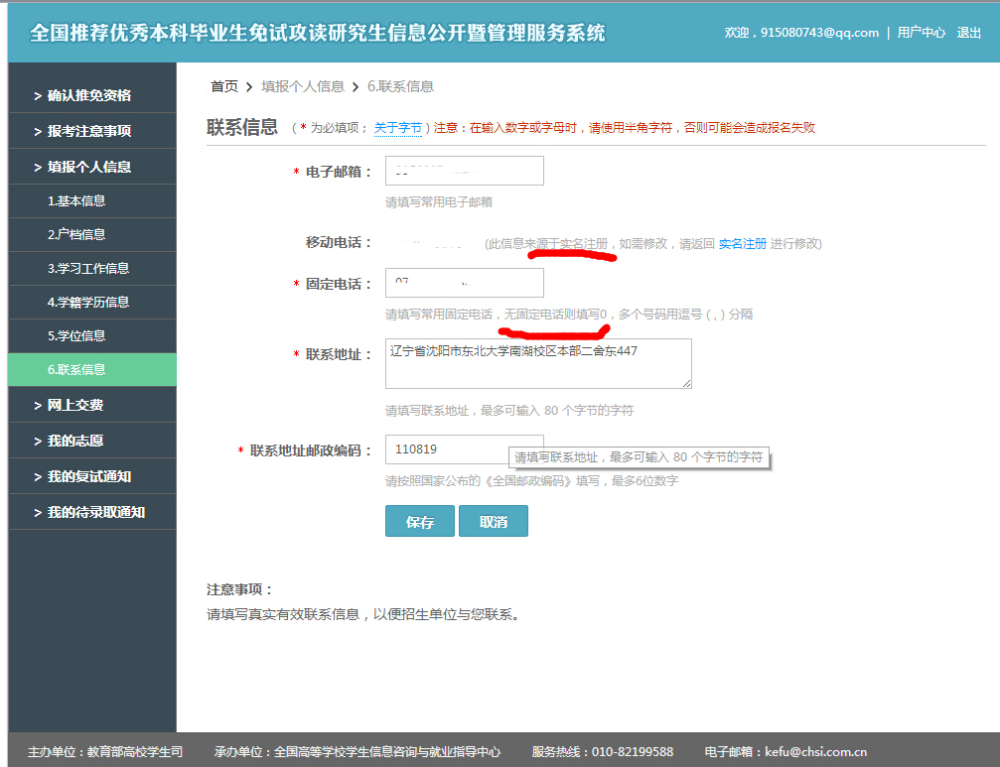 全国推荐优秀本科毕业生免试攻读研究生信息公开暨管理服务系统
欢迎，915080743@qq.com | 用户中心 退出
> 确认推免资格
> 报考注意事项
> 填报个人信息
1.基本信息
2.户档信息
3.学习工作信息
4.学籍学历信息
5.学位信息
6.联系信息
> 网上交费
> 我的志愿
> 我的复试通知
> 我的待录取通知
首页 > 填报个人信息 > 6.联系信息
联系信息 (* 为必填项；关于字节) 注意：在输入数字或字母时，请使用半角字符，否则可能会造成报名失败
* 电子邮箱：
请填写常用电子邮箱
移动电话： (此信息来源于实名注册，如需修改，请返回 实名注册 进行修改)
* 固定电话： 07
请填写常用固定电话，无固定电话则填写0，多个号码用逗号 (,) 分隔
* 联系地址： 辽宁省沈阳市东北大学南湖校区本部二舍东447
请填写联系地址，最多可输入 80 个字节的字符
* 联系地址邮政编码： 110819
请填写联系地址，最多可输入 80 个字节的字符
请按照国家公布的《全国邮政编码》填写，最多6位数字
保存 取消
注意事项：
请填写真实有效联系信息，以便招生单位与您联系。
主办单位：教育部高校学生司 承办单位：全国高等学校学生信息咨询与就业指导中心 服务热线：010-82199588 电子邮箱：kefu@chsi.com.cn